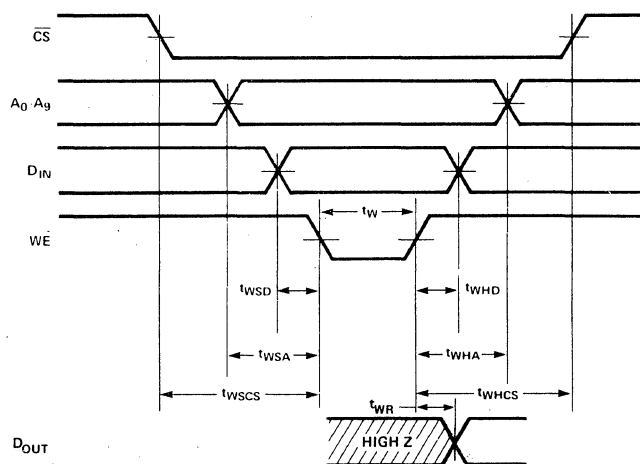 CS
A0-A9
DIN
tW
WE
tWSD
tWHD
tWSA
tWHA
tWSCS
tWHCS
tWR
DOUT
HIGH Z